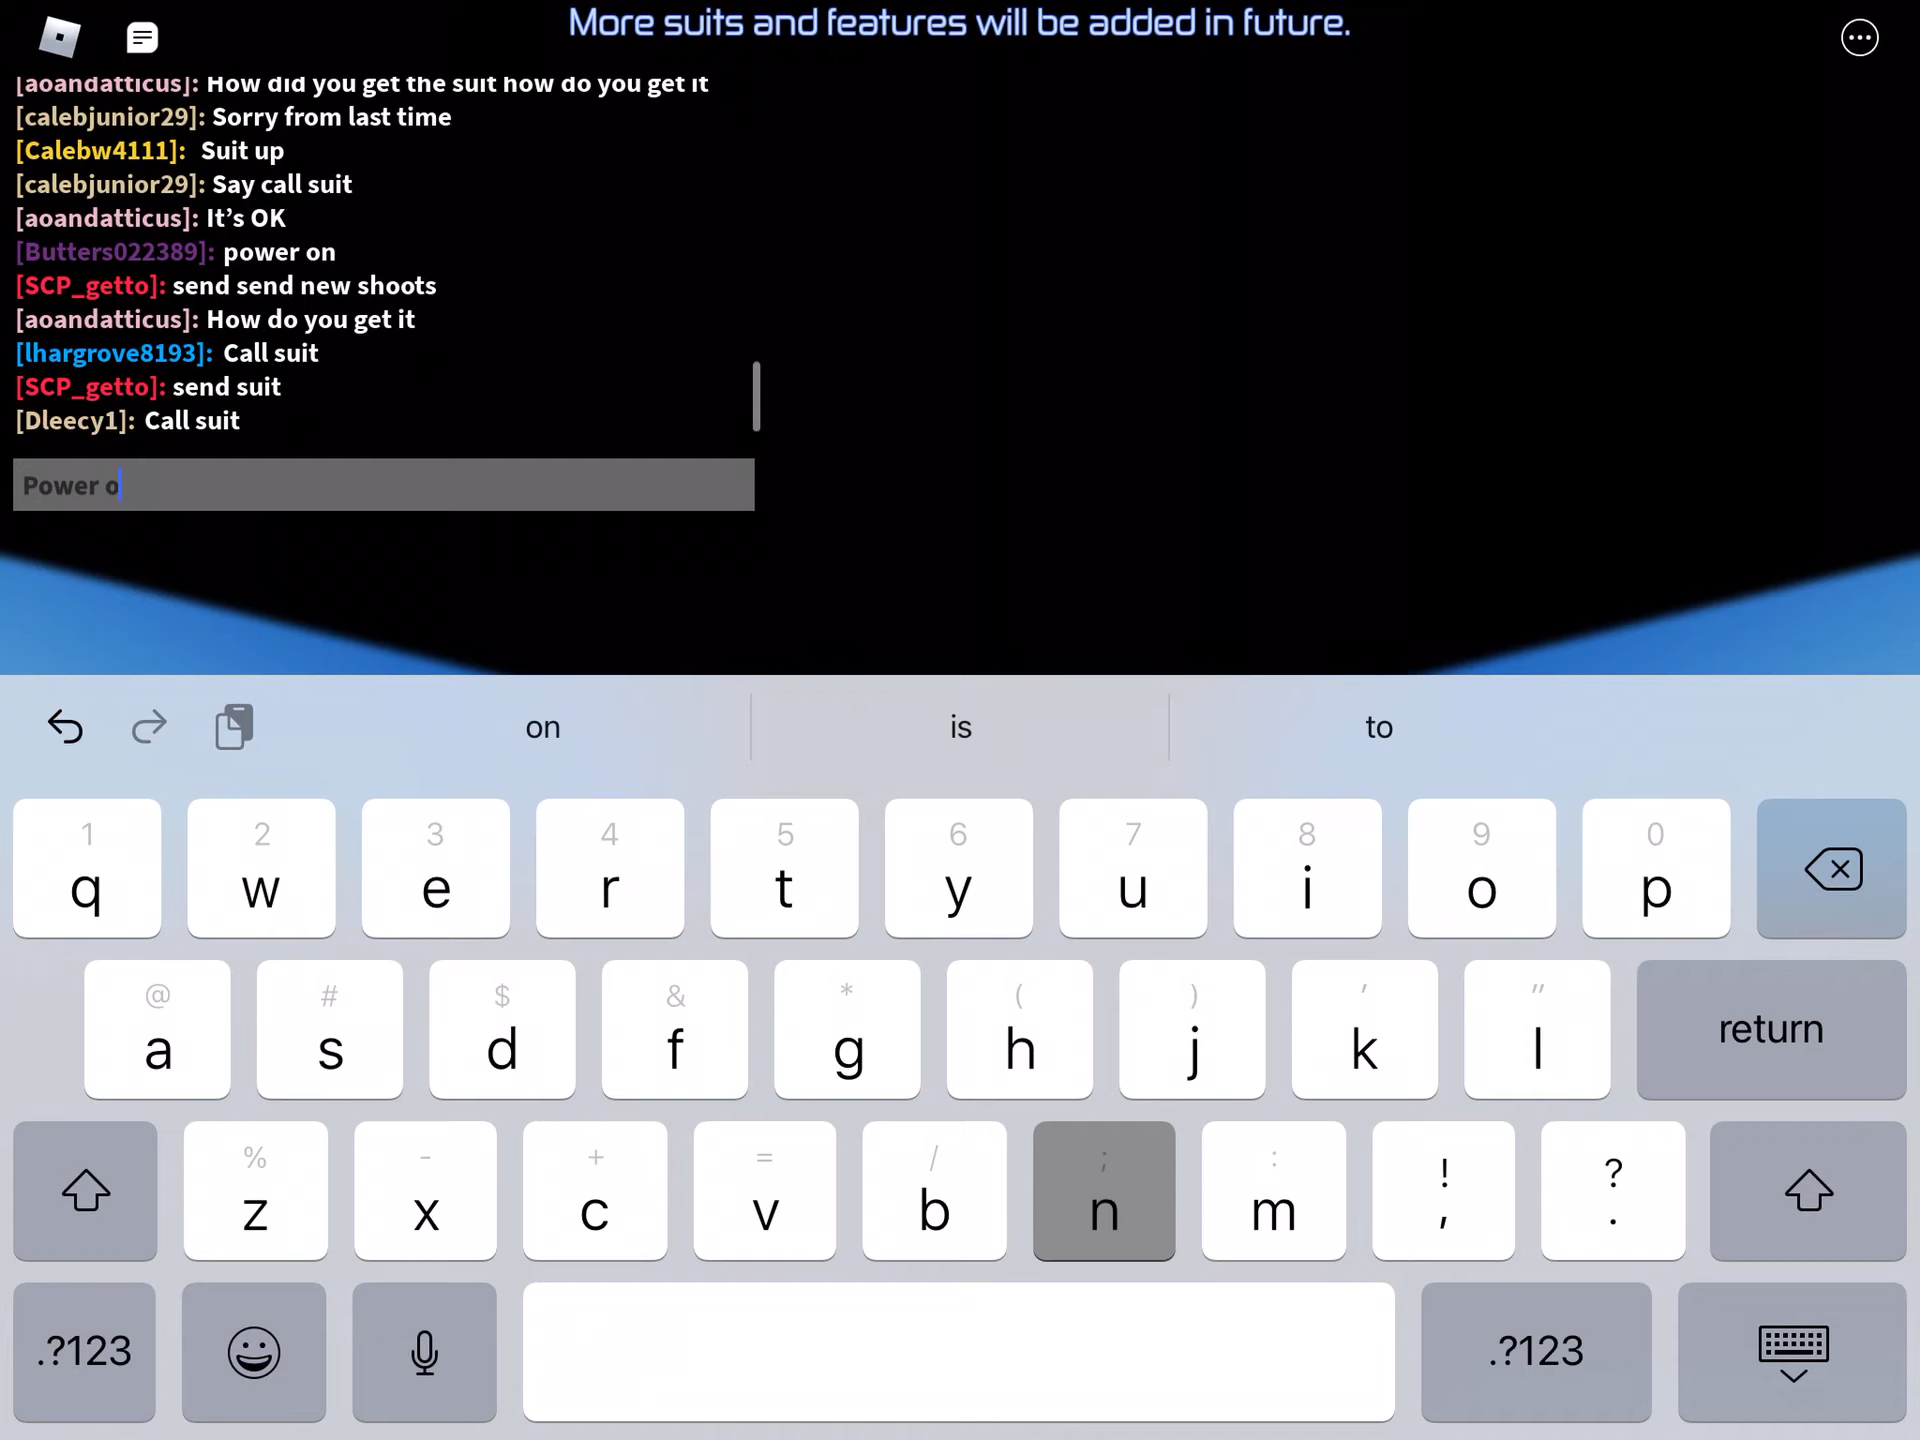 More suits and features will be added in future.
[aoandatticus]: How did you get the suit how do you get it
[calebjunior29]: Sorry from last time
[Calebw4111]: Suit up
[calebjunior29]: Say call suit
[aoandatticus]: It’s OK
[Butters022389]: power on
[SCP_getto]: send send new shoots
[aoandatticus]: How do you get it
[lhargrove8193]: Call suit
[SCP_getto]: send suit
[Dleecy1]: Call suit
Power o
on is to
1 2 3 4 5 6 7 8 9 0
q w e r t y u i o p
@ # $ & * ( ) ' "
a s d f g h j k l return
% - + = / ; : ! ?
z x c v b n m , .
.?123 .?123